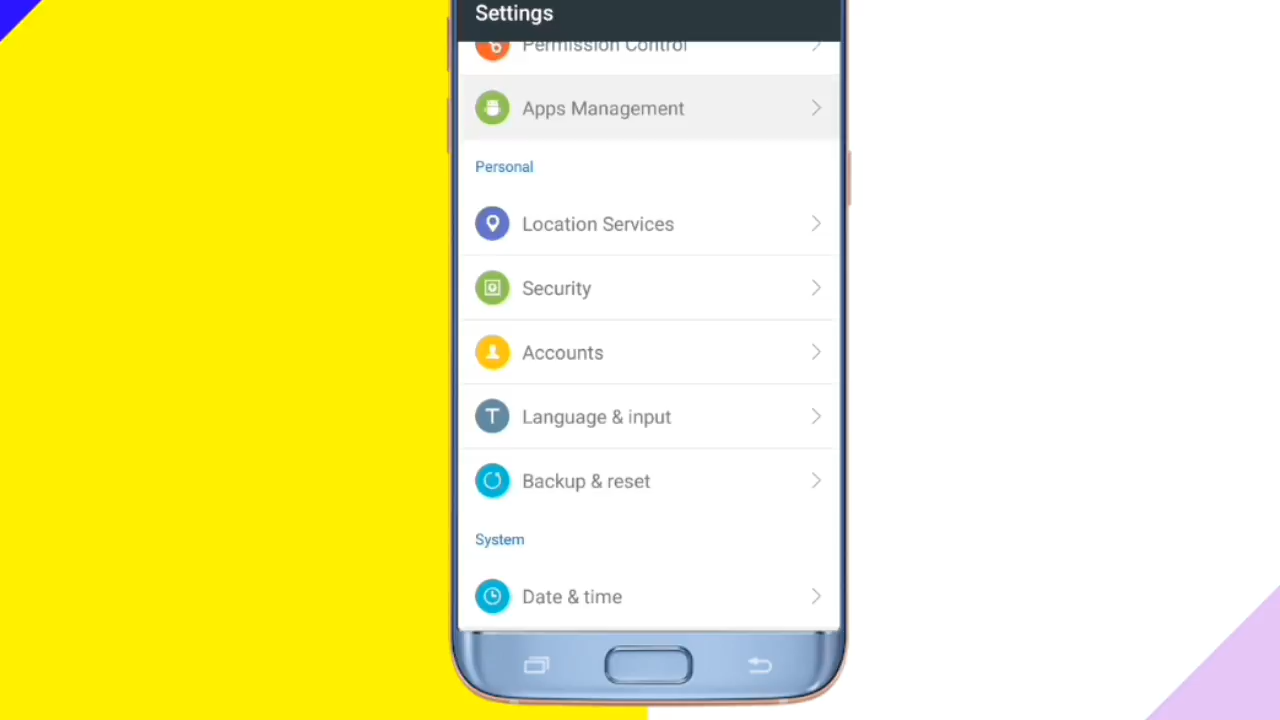 Settings
Permission Control
Apps Management
Personal
Location Services
Security
Accounts
Language & input
Backup & reset
System
Date & time